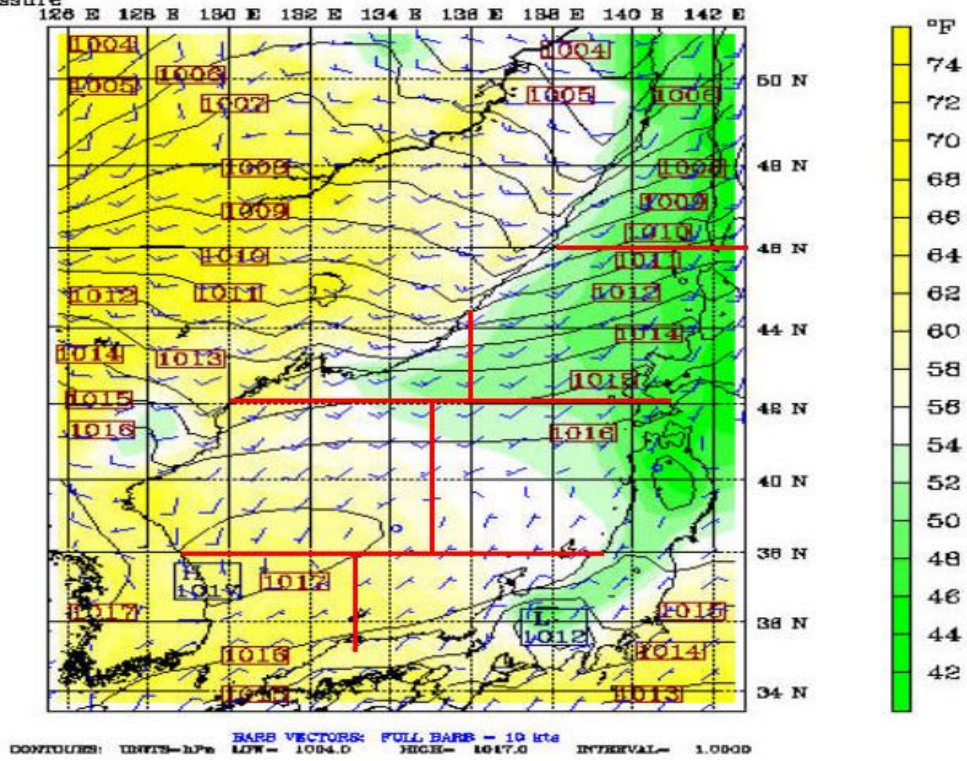 ssure
126 E 128 E 130 E 132 E 134 E 136 E 138 E 140 E 142 E
°F
1004 1004
74
1006 50 N
1005 1005 1006
1007 72
70
1008 48 N 1008
68
1009 1009
66
1010
1010 46 N
64
1011
1012 1011 1012
62
44 N 60
1014
1014 1013
58
1015 1013
42 N 56
1016 1016
54
40 N 52
50
38 N
H 1017 48
1017
1017 1015 46
L
1012 36 N
44
1016 1014
42
1015 1013 34 N
BARB VECTORS: FULL BARB = 10 kts
CONTOURS: UNITS=hPa LOW= 1004.0 HIGH= 1017.0 INTERVAL= 1.0000